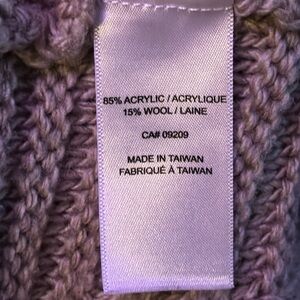 85% ACRYLIC / ACRYLIQUE
15% WOOL / LAINE
CA# 09209
MADE IN TAIWAN
FABRIQUÉ À TAIWAN